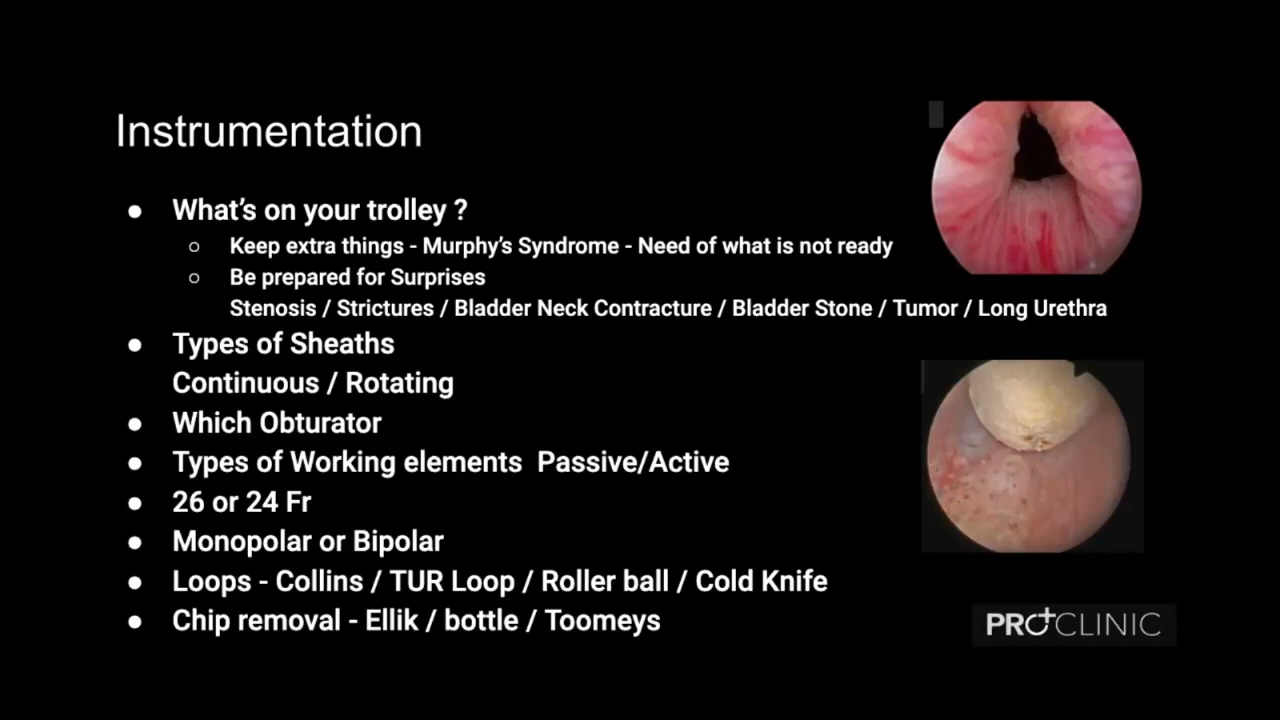 Instrumentation
● What's on your trolley ?
○ Keep extra things - Murphy's Syndrome - Need of what is not ready
○ Be prepared for Surprises
Stenosis / Strictures / Bladder Neck Contracture / Bladder Stone / Tumor / Long Urethra
● Types of Sheaths
Continuous / Rotating
● Which Obturator
● Types of Working elements  Passive/Active
● 26 or 24 Fr
● Monopolar or Bipolar
● Loops - Collins / TUR Loop / Roller ball / Cold Knife
● Chip removal - Ellik / bottle / Toomeys
PROCLINIC